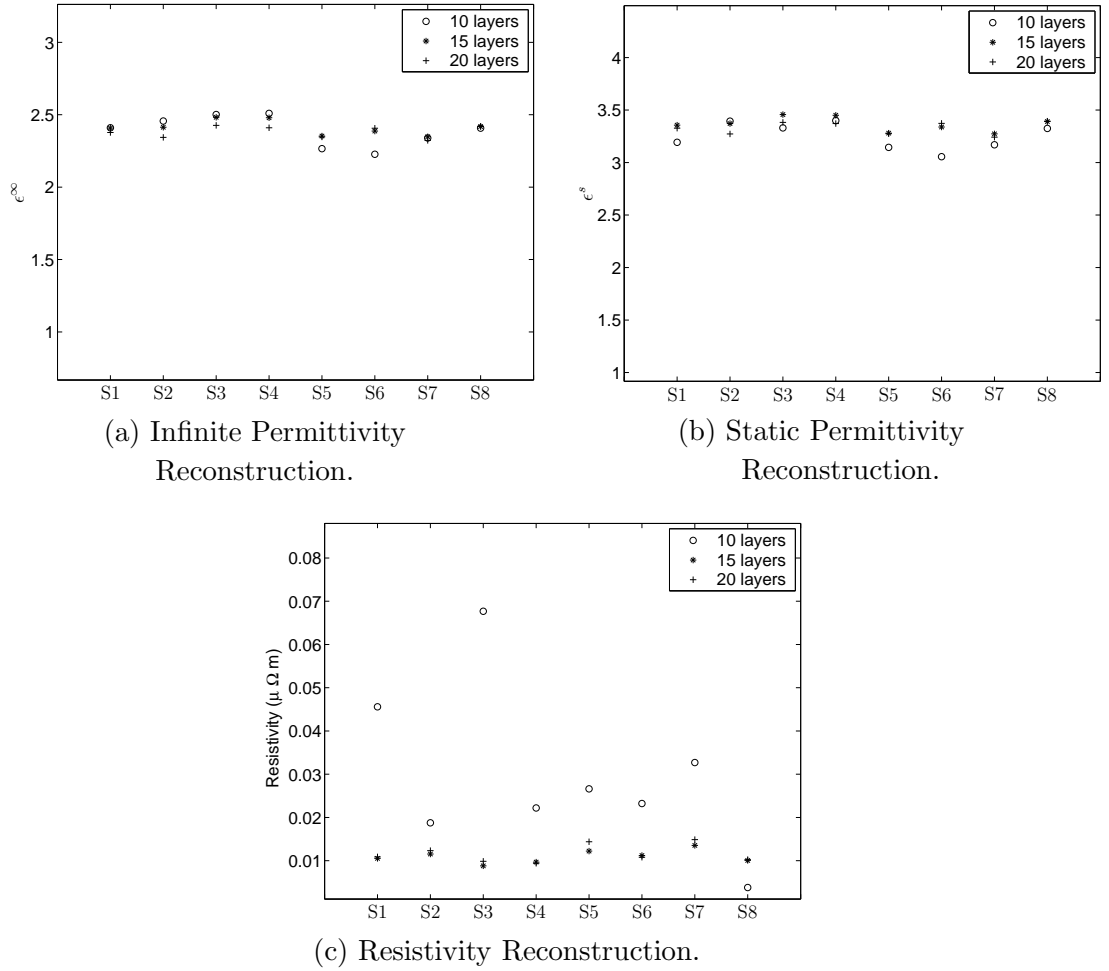 10 layers
15 layers
20 layers
3
2.5
2
1.5
1
ϵ∞
S1 S2 S3 S4 S5 S6 S7 S8
(a) Infinite Permittivity
Reconstruction.
10 layers
15 layers
20 layers
4
3.5
3
2.5
2
1.5
1
ϵs
S1 S2 S3 S4 S5 S6 S7 S8
(b) Static Permittivity
Reconstruction.
10 layers
15 layers
20 layers
0.08
0.07
0.06
0.05
0.04
0.03
0.02
0.01
Resistivity (μ Ω m)
S1 S2 S3 S4 S5 S6 S7 S8
(c) Resistivity Reconstruction.